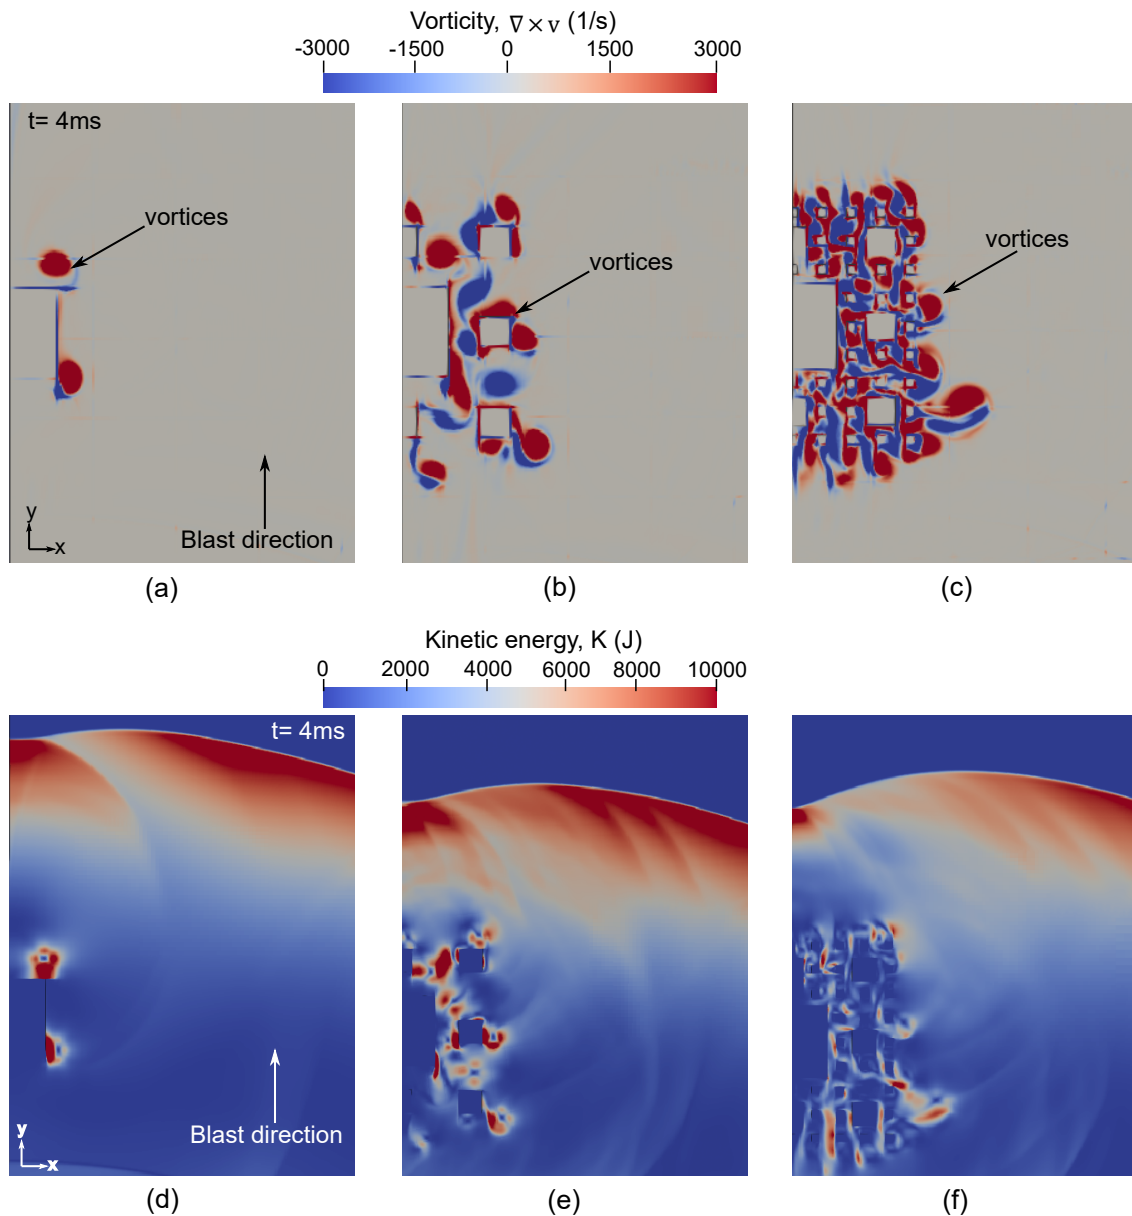 Vorticity, ∇ × v (1/s)
-3000 -1500 0 1500 3000
t= 4ms
vortices
vortices
vortices
y
x
Blast direction
(a) (b) (c)
Kinetic energy, K (J)
0 2000 4000 6000 8000 10000
t= 4ms
Blast direction
y
x
(d) (e) (f)